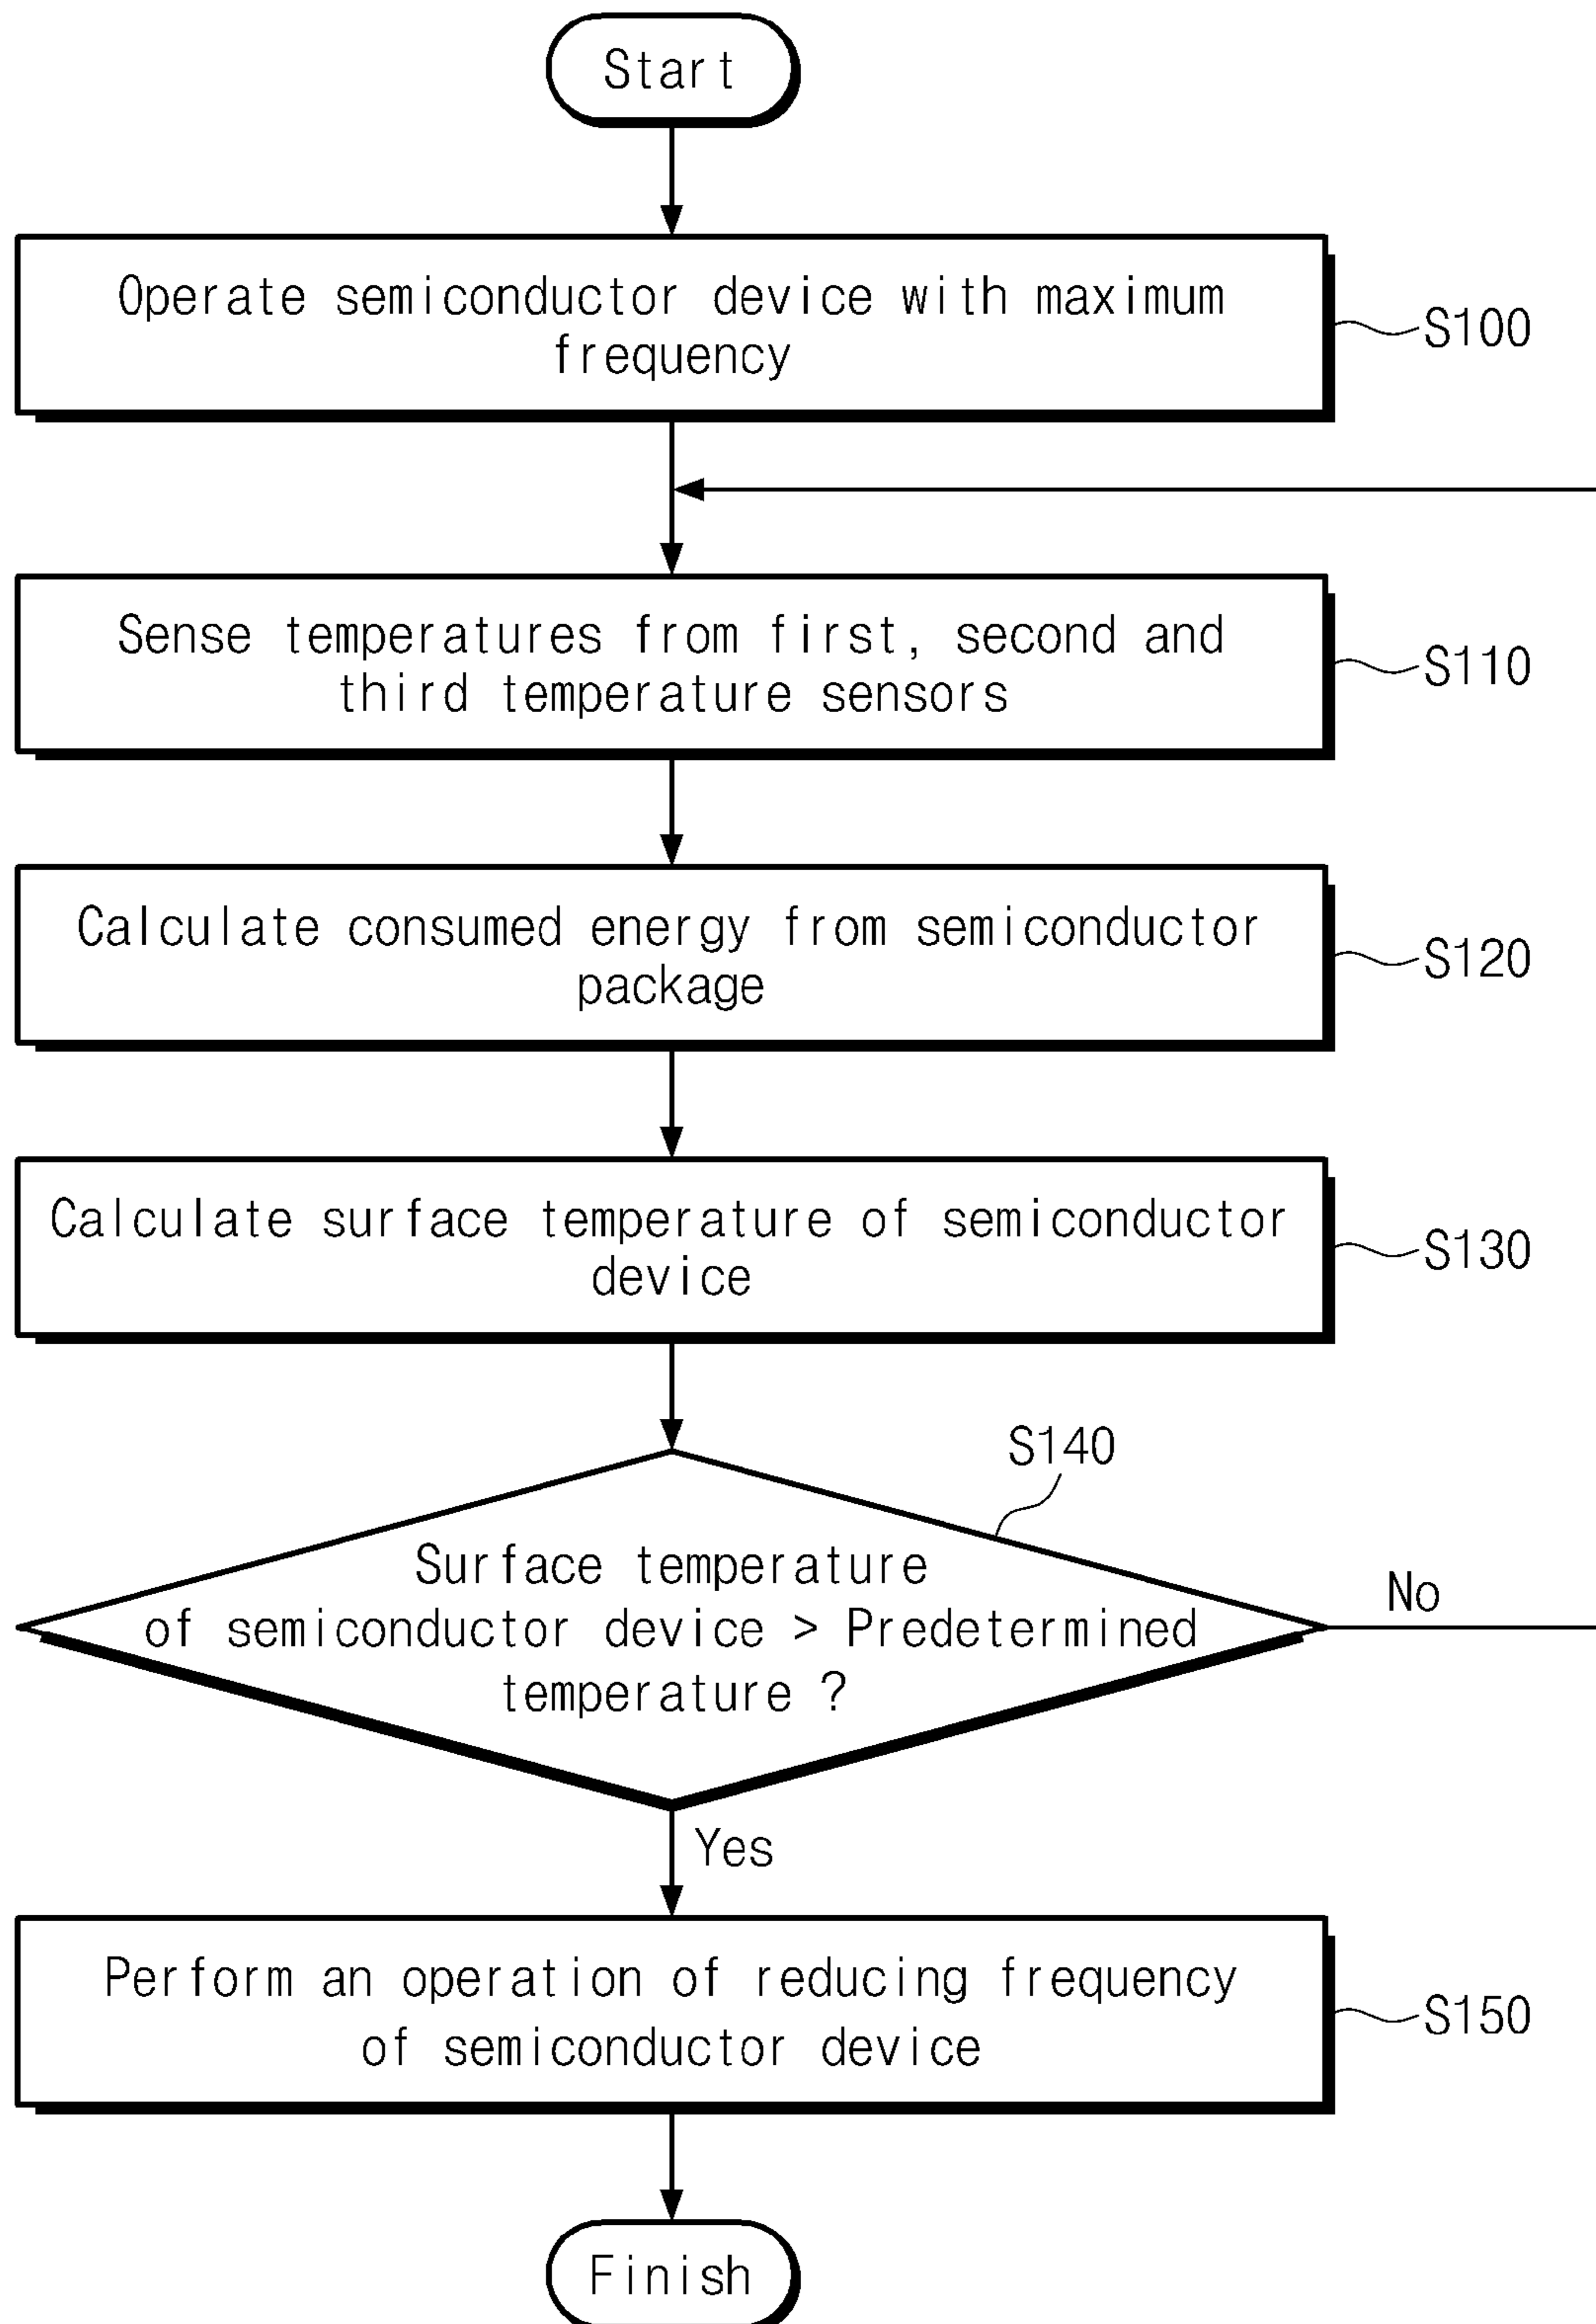 Start
Operate semiconductor device with maximum
frequency
S100
Sense temperatures from first, second and
third temperature sensors
S110
Calculate consumed energy from semiconductor
package
S120
Calculate surface temperature of semiconductor
device
S130
S140
Surface temperature
of semiconductor device > Predetermined
temperature ?
No
Yes
Perform an operation of reducing frequency
of semiconductor device
S150
Finish